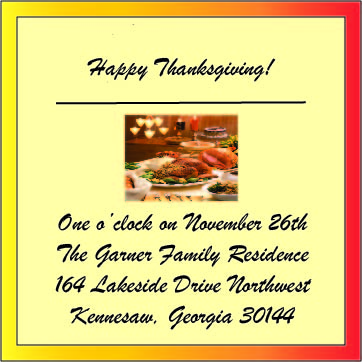 Happy Thanksgiving!
One o'clock on November 26th
The Garner Family Residence
164 Lakeside Drive Northwest
Kennesaw, Georgia 30144